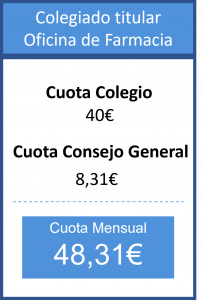 Colegiado titular
Oficina de Farmacia
Cuota Colegio
40€
Cuota Consejo General
8,31€
Cuota Mensual
48,31€